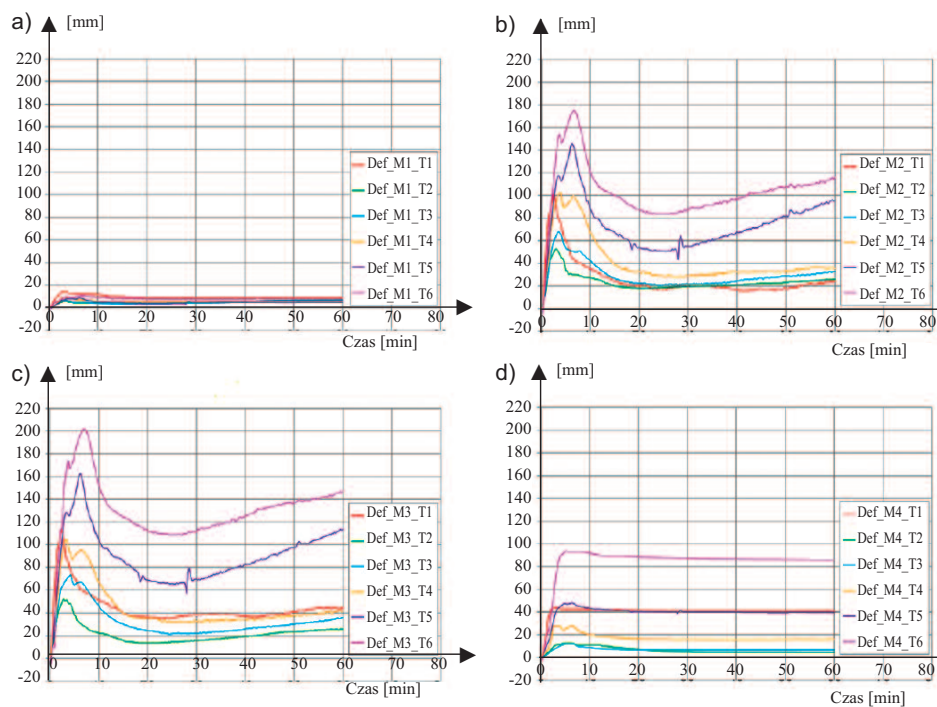 a) [mm]
220
200
180
160
140
120
100
80
60
40
20
0
-20
0 10 20 30 40 50 60 70 80
Czas [min]
Def_M1_T1
Def_M1_T2
Def_M1_T3
Def_M1_T4
Def_M1_T5
Def_M1_T6
b) [mm]
220
200
180
160
140
120
100
80
60
40
20
0
-20
0 10 20 30 40 50 60 70 80
Czas [min]
Def_M2_T1
Def_M2_T2
Def_M2_T3
Def_M2_T4
Def_M2_T5
Def_M2_T6
c) [mm]
220
200
180
160
140
120
100
80
60
40
20
0
-20
0 10 20 30 40 50 60 70 80
Czas [min]
Def_M3_T1
Def_M3_T2
Def_M3_T3
Def_M3_T4
Def_M3_T5
Def_M3_T6
d) [mm]
220
200
180
160
140
120
100
80
60
40
20
0
-20
0 10 20 30 40 50 60 70 80
Czas [min]
Def_M4_T1
Def_M4_T2
Def_M4_T3
Def_M4_T4
Def_M4_T5
Def_M4_T6